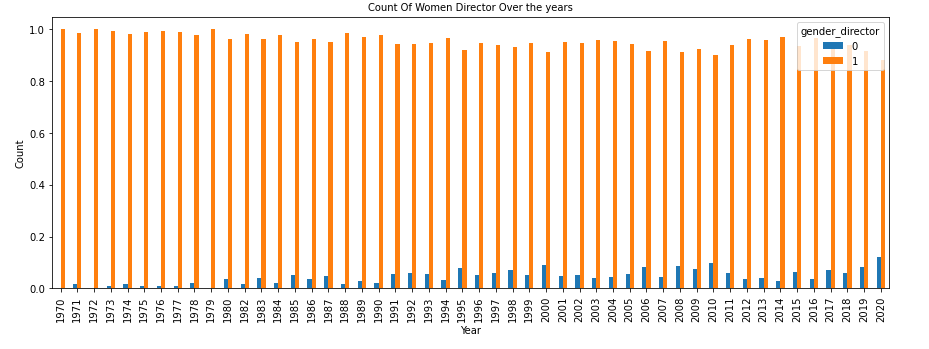 Count Of Women Director Over the years
gender_director
0
1
1.0
0.8
0.6
0.4
0.2
0.0
Count
1970 1971 1972 1973 1974 1975 1976 1977 1978 1979 1980 1982 1983 1984 1985 1986 1987 1988 1989 1990 1991 1992 1993 1994 1995 1996 1997 1998 1999 2000 2001 2002 2003 2004 2005 2006 2007 2008 2009 2010 2011 2012 2013 2014 2015 2016 2017 2018 2019 2020
Year